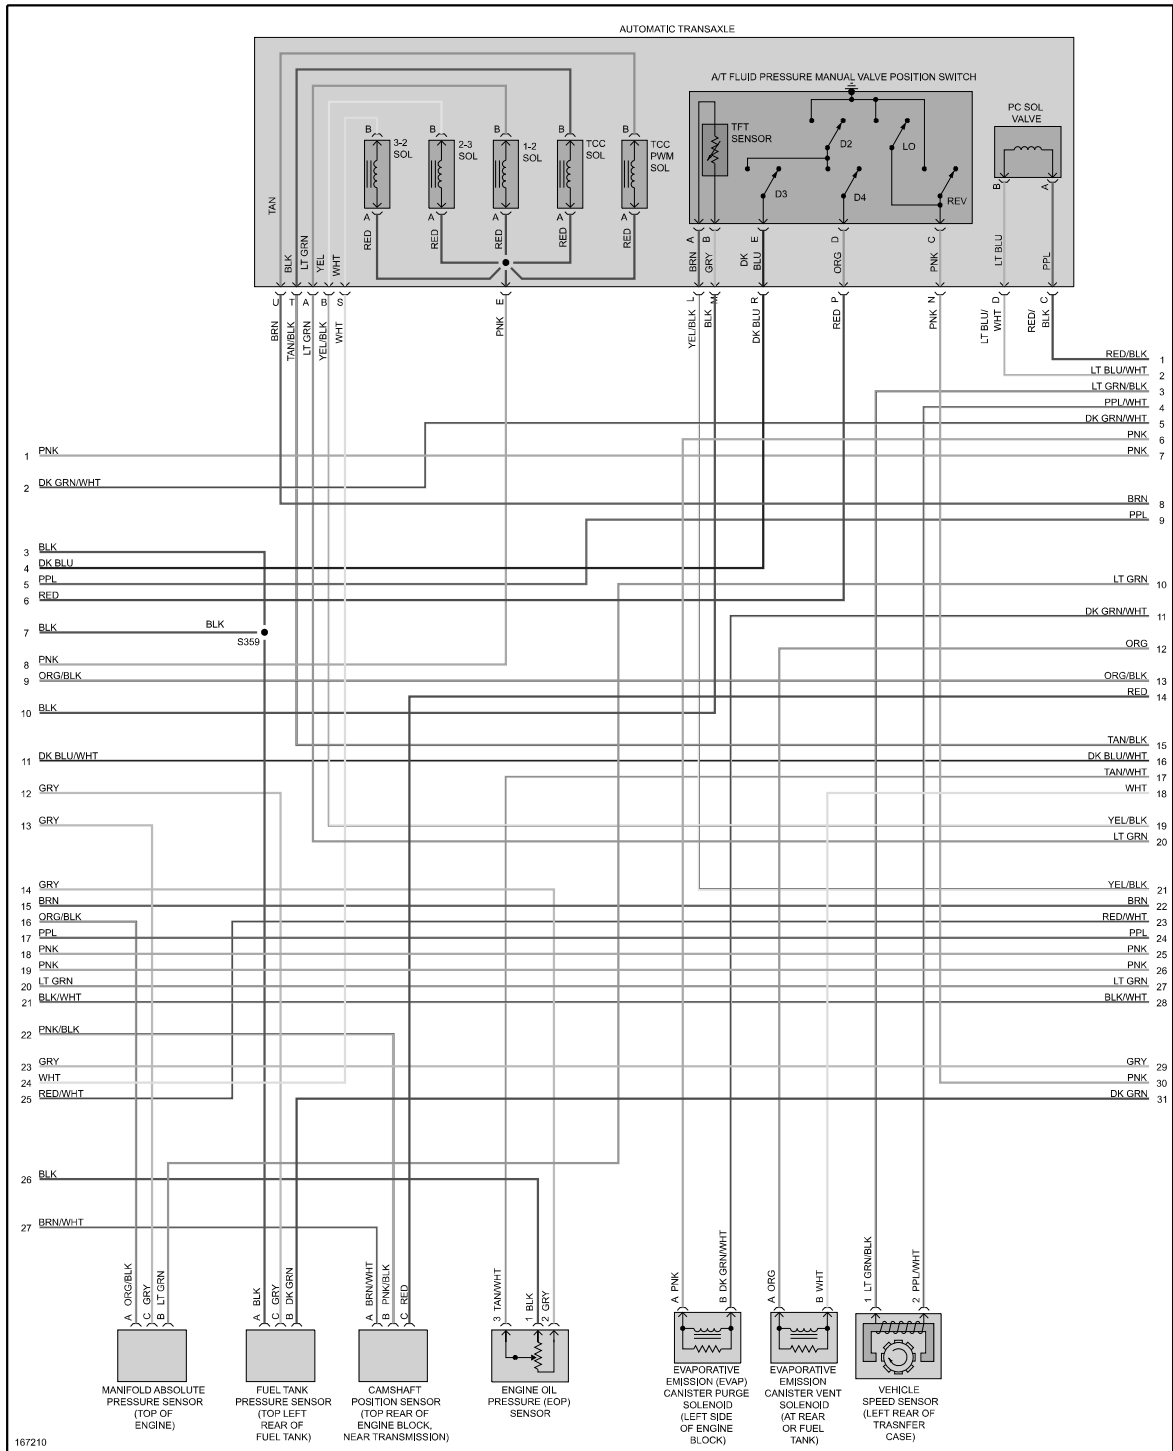 AUTOMATIC TRANSAXLE
A/T FLUID PRESSURE MANUAL VALVE POSITION SWITCH
PC SOL
VALVE
TFT
SENSOR
D2
LO
D3
D4
REV
B B B B B
3-2
SOL
2-3
SOL
1-2
SOL
TCC
SOL
TCC
PWM
SOL
A A A A A
RED RED RED RED RED
TAN
BLK
LT GRN
YEL
WHT
A B E D C
BRN
GRY
DK
BLU
ORG
PNK
B A
LT BLU
PPL
U T A B S
E
L M R P N D C
BRN
TAN/BLK
LT GRN
YEL/BLK
WHT
PNK
YEL/BLK
BLK
DK BLU
RED
PNK
LT BLU/
WHT
RED/
BLK
1 PNK
2 DK GRN/WHT
3 BLK
4 DK BLU
5 PPL
6 RED
7 BLK
BLK
S359
8 PNK
9 ORG/BLK
10 BLK
11 DK BLU/WHT
12 GRY
13 GRY
14 GRY
15 BRN
16 ORG/BLK
17 PPL
18 PNK
19 PNK
20 LT GRN
21 BLK/WHT
22 PNK/BLK
23 GRY
24 WHT
25 RED/WHT
26 BLK
27 BRN/WHT
RED/BLK 1
LT BLU/WHT 2
LT GRN/BLK 3
PPL/WHT 4
DK GRN/WHT 5
PNK 6
PNK 7
BRN 8
PPL 9
LT GRN 10
DK GRN/WHT 11
ORG 12
ORG/BLK 13
RED 14
TAN/BLK 15
DK BLU/WHT 16
TAN/WHT 17
WHT 18
YEL/BLK 19
LT GRN 20
YEL/BLK 21
BRN 22
RED/WHT 23
PPL 24
PNK 25
PNK 26
LT GRN 27
BLK/WHT 28
GRY 29
PNK 30
DK GRN 31
A ORG/BLK
C GRY
B LT GRN
MANIFOLD ABSOLUTE
PRESSURE SENSOR
(TOP OF
ENGINE)
A BLK
C GRY
B DK GRN
FUEL TANK
PRESSURE SENSOR
(TOP LEFT
REAR OF
FUEL TANK)
A BRN/WHT
B PNK/BLK
C RED
CAMSHAFT
POSITION SENSOR
(TOP REAR OF
ENGINE BLOCK,
NEAR TRANSMISSION)
3 TAN/WHT
1 BLK
2 GRY
ENGINE OIL
PRESSURE (EOP)
SENSOR
A PNK
B DK GRN/WHT
EVAPORATIVE
EMISSION (EVAP)
CANISTER PURGE
SOLENOID
(LEFT SIDE
OF ENGINE
BLOCK)
A ORG
B WHT
EVAPORATIVE
EMISSION
CANISTER VENT
SOLENOID
(AT REAR
OR FUEL
TANK)
1 LT GRN/BLK
2 PPL/WHT
VEHICLE
SPEED SENSOR
(LEFT REAR OF
TRASNFER
CASE)
167210